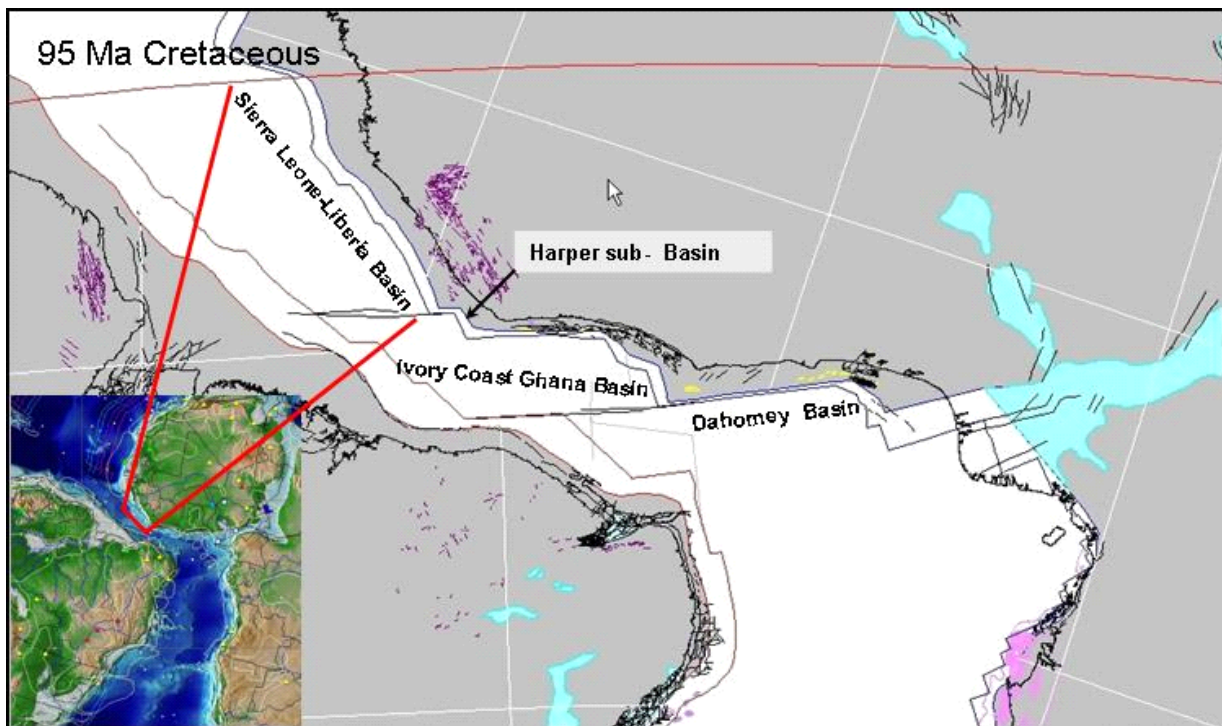 95 Ma Cretaceous
Sierra Leone-Liberia Basin
Harper sub - Basin
Ivory Coast Ghana Basin
Dahomey Basin